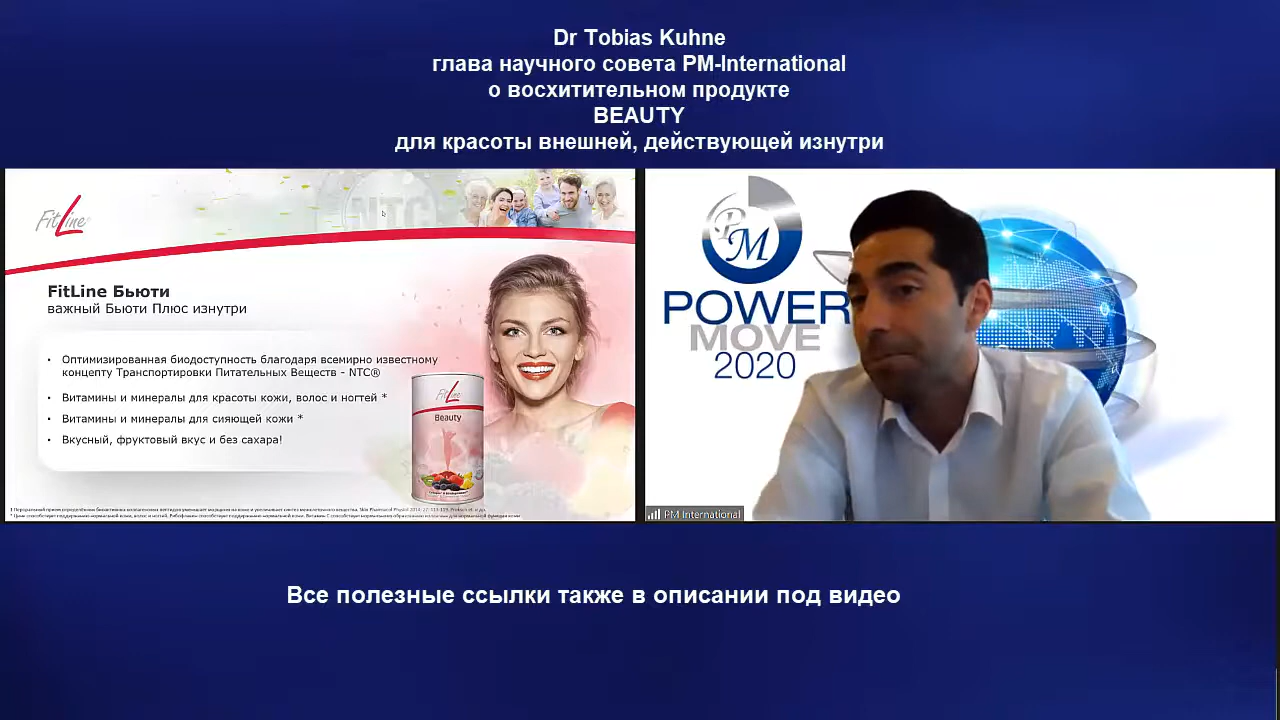 Dr Tobias Kuhne
глава научного совета PM-International
о восхитительном продукте
BEAUTY
для красоты внешней, действующей изнутри
FitLine
NTC
FitLine Бьюти
важный Бьюти Плюс изнутри
• Оптимизированная биодоступность благодаря всемирно известному
концепту Транспортировки Питательных Веществ - NTC®
• Витамины и минералы для красоты кожи, волос и ногтей *
• Витамины и минералы для сияющей кожи *
• Вкусный, фруктовый вкус и без сахара!
FitLine
Beauty
PM
POWER
MOVE
2020
PM International
Все полезные ссылки также в описании под видео